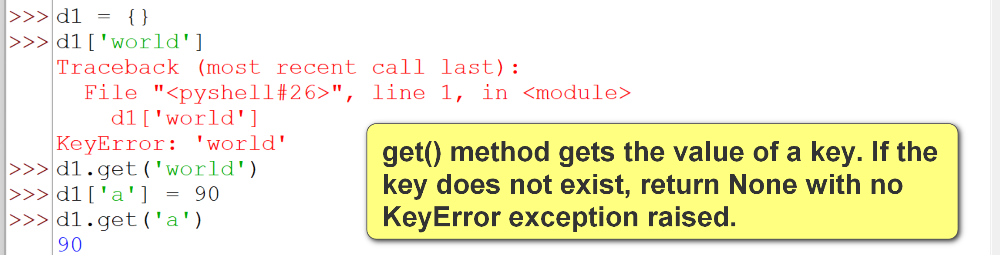 >>> d1 = {}
>>> d1['world']
Traceback (most recent call last):
  File "<pyshell#26>", line 1, in <module>
    d1['world']
KeyError: 'world'
>>> d1.get('world')
>>> d1['a'] = 90
>>> d1.get('a')
90
get() method gets the value of a key. If the
key does not exist, return None with no
KeyError exception raised.